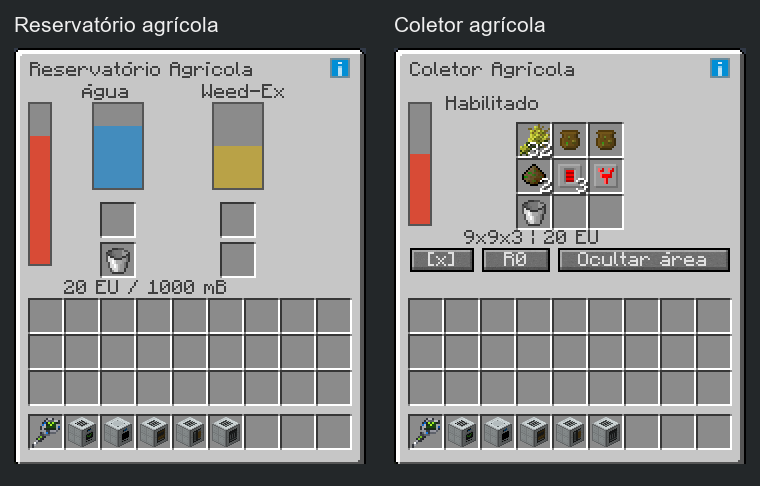 Reservatório agrícola
Reservatório Agrícola
i
Água
Weed-Ex
20 EU / 1000 mB
Coletor agrícola
Coletor Agrícola
i
Habilitado
32
2
3
9x9x3 | 20 EU
[x]
R0
Ocultar área